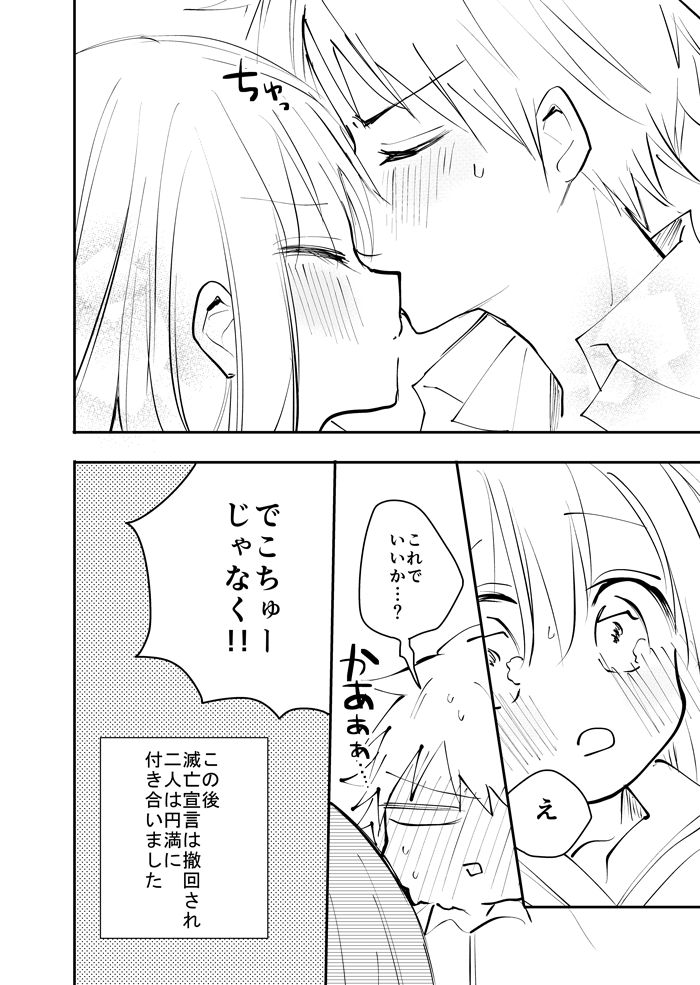 ちゅっ
え
これで
いいか…?
かあぁぁぁ…
でこちゅー
じゃなく!!
この後
滅亡宣言は撤回され
二人は円満に
付き合いました